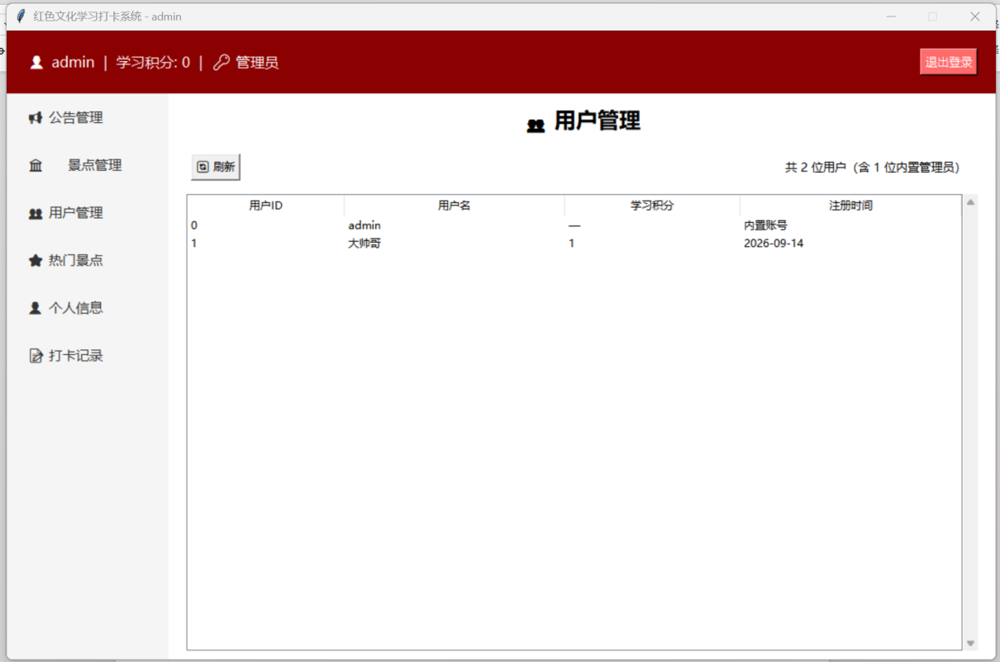 红色文化学习打卡系统 - admin
admin | 学习积分: 0 | 管理员
退出登录
公告管理
景点管理
用户管理
热门景点
个人信息
打卡记录
用户管理
刷新
共 2 位用户（含 1 位内置管理员）
用户ID 用户名 学习积分 注册时间
0 admin — 内置账号
1 大帅哥 1 2026-09-14